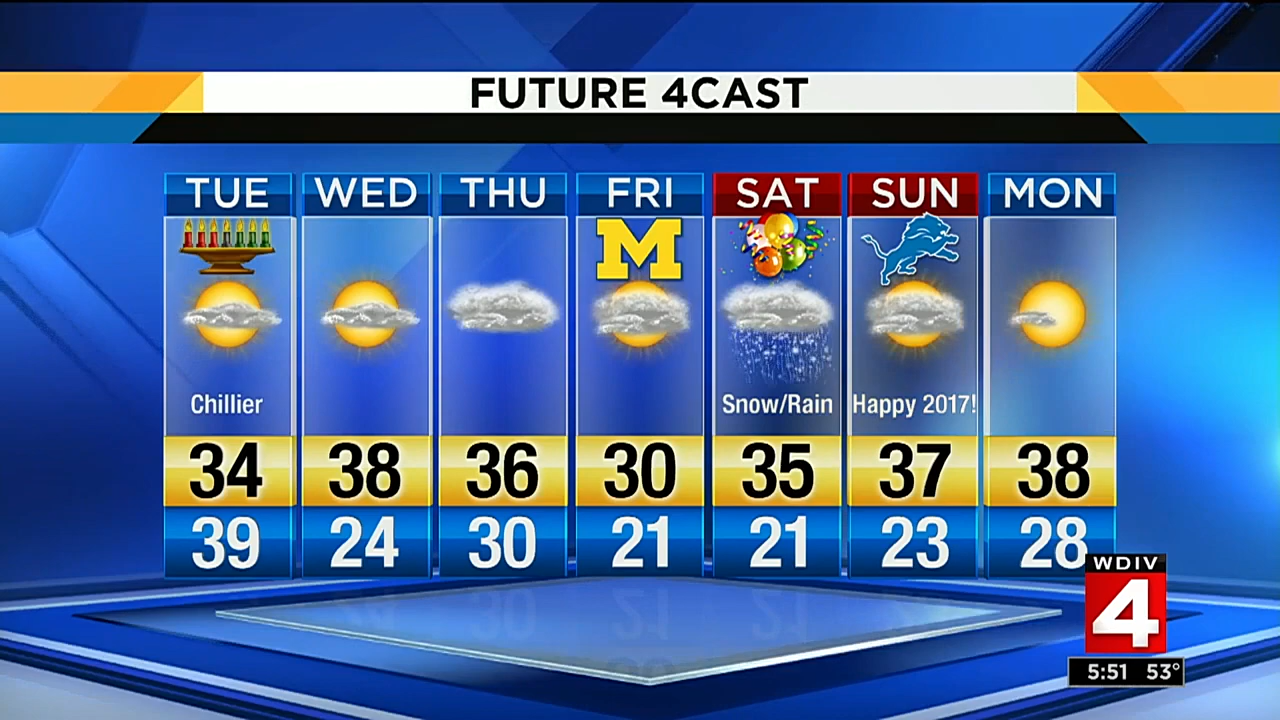 FUTURE 4CAST
TUE WED THU FRI SAT SUN MON
M
Chillier Snow/Rain Happy 2017!
34 38 36 30 35 37 38
39 24 30 21 21 23 28
WDIV
4
5:51 53°